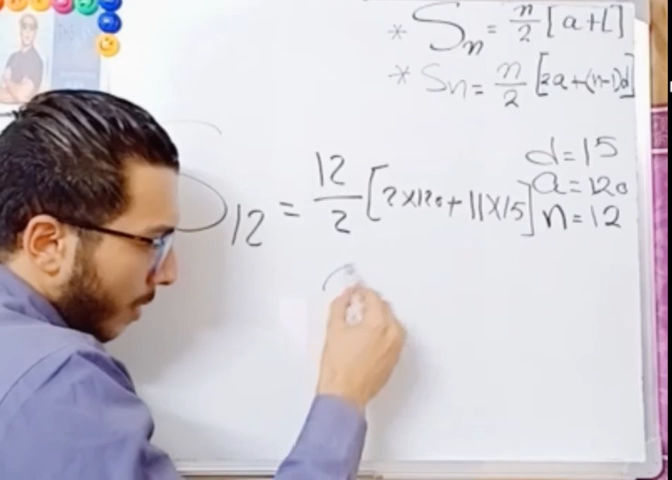 * Sn = n/2 [a+l]
* Sn = n/2 [2a+(n-1)d]
d=15
a=120
n=12
S12 = 12/2 [2×120+11×15]